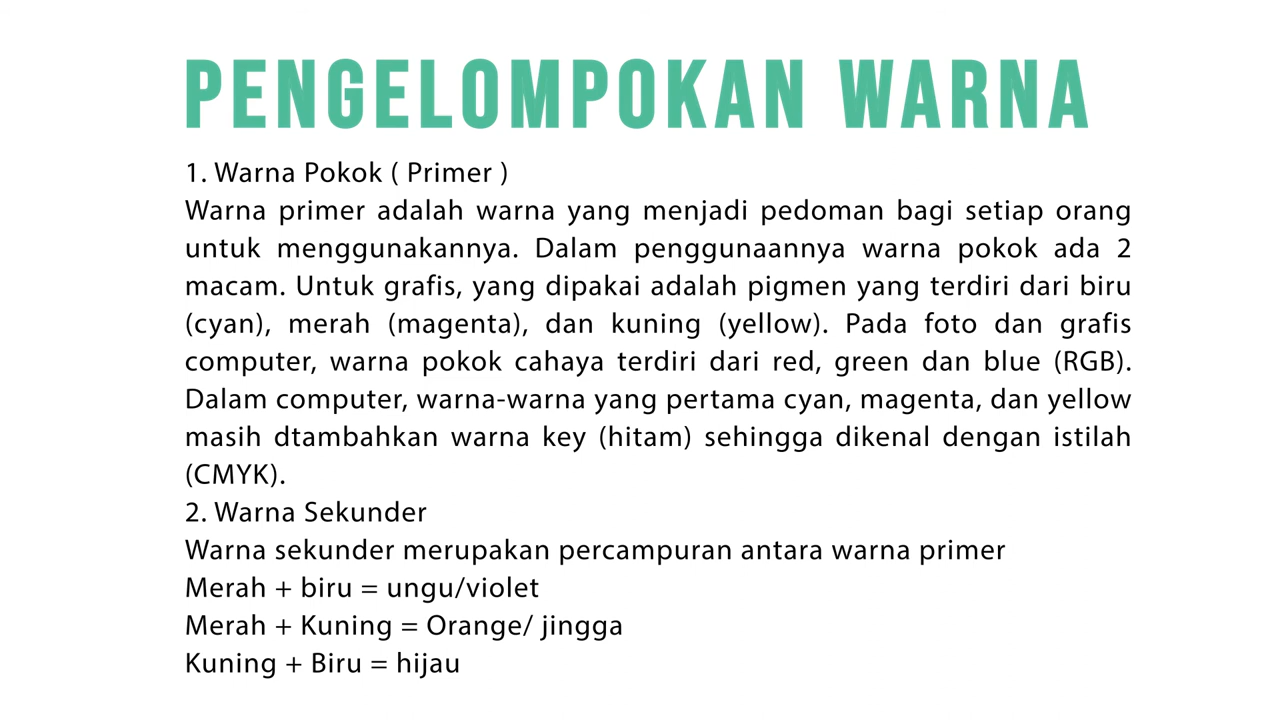 PENGELOMPOKAN WARNA
1. Warna Pokok ( Primer )
Warna primer adalah warna yang menjadi pedoman bagi setiap orang
untuk menggunakannya. Dalam penggunaannya warna pokok ada 2
macam. Untuk grafis, yang dipakai adalah pigmen yang terdiri dari biru
(cyan), merah (magenta), dan kuning (yellow). Pada foto dan grafis
computer, warna pokok cahaya terdiri dari red, green dan blue (RGB).
Dalam computer, warna-warna yang pertama cyan, magenta, dan yellow
masih dtambahkan warna key (hitam) sehingga dikenal dengan istilah
(CMYK).
2. Warna Sekunder
Warna sekunder merupakan percampuran antara warna primer
Merah + biru = ungu/violet
Merah + Kuning = Orange/ jingga
Kuning + Biru = hijau